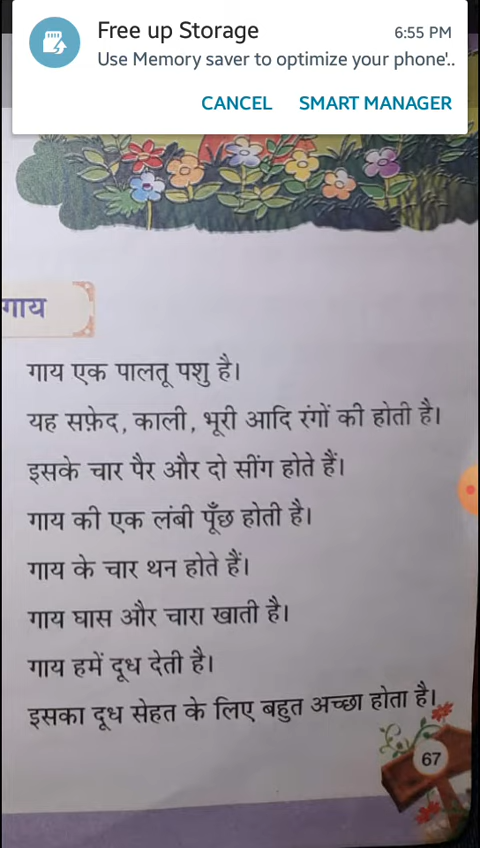 Free up Storage 6:55 PM
Use Memory saver to optimize your phone'..
CANCEL SMART MANAGER
गाय
गाय एक पालतू पशु है।
यह सफ़ेद, काली, भूरी आदि रंगों की होती है।
इसके चार पैर और दो सींग होते हैं।
गाय की एक लंबी पूँछ होती है।
गाय के चार थन होते हैं।
गाय घास और चारा खाती है।
गाय हमें दूध देती है।
इसका दूध सेहत के लिए बहुत अच्छा होता है।
67